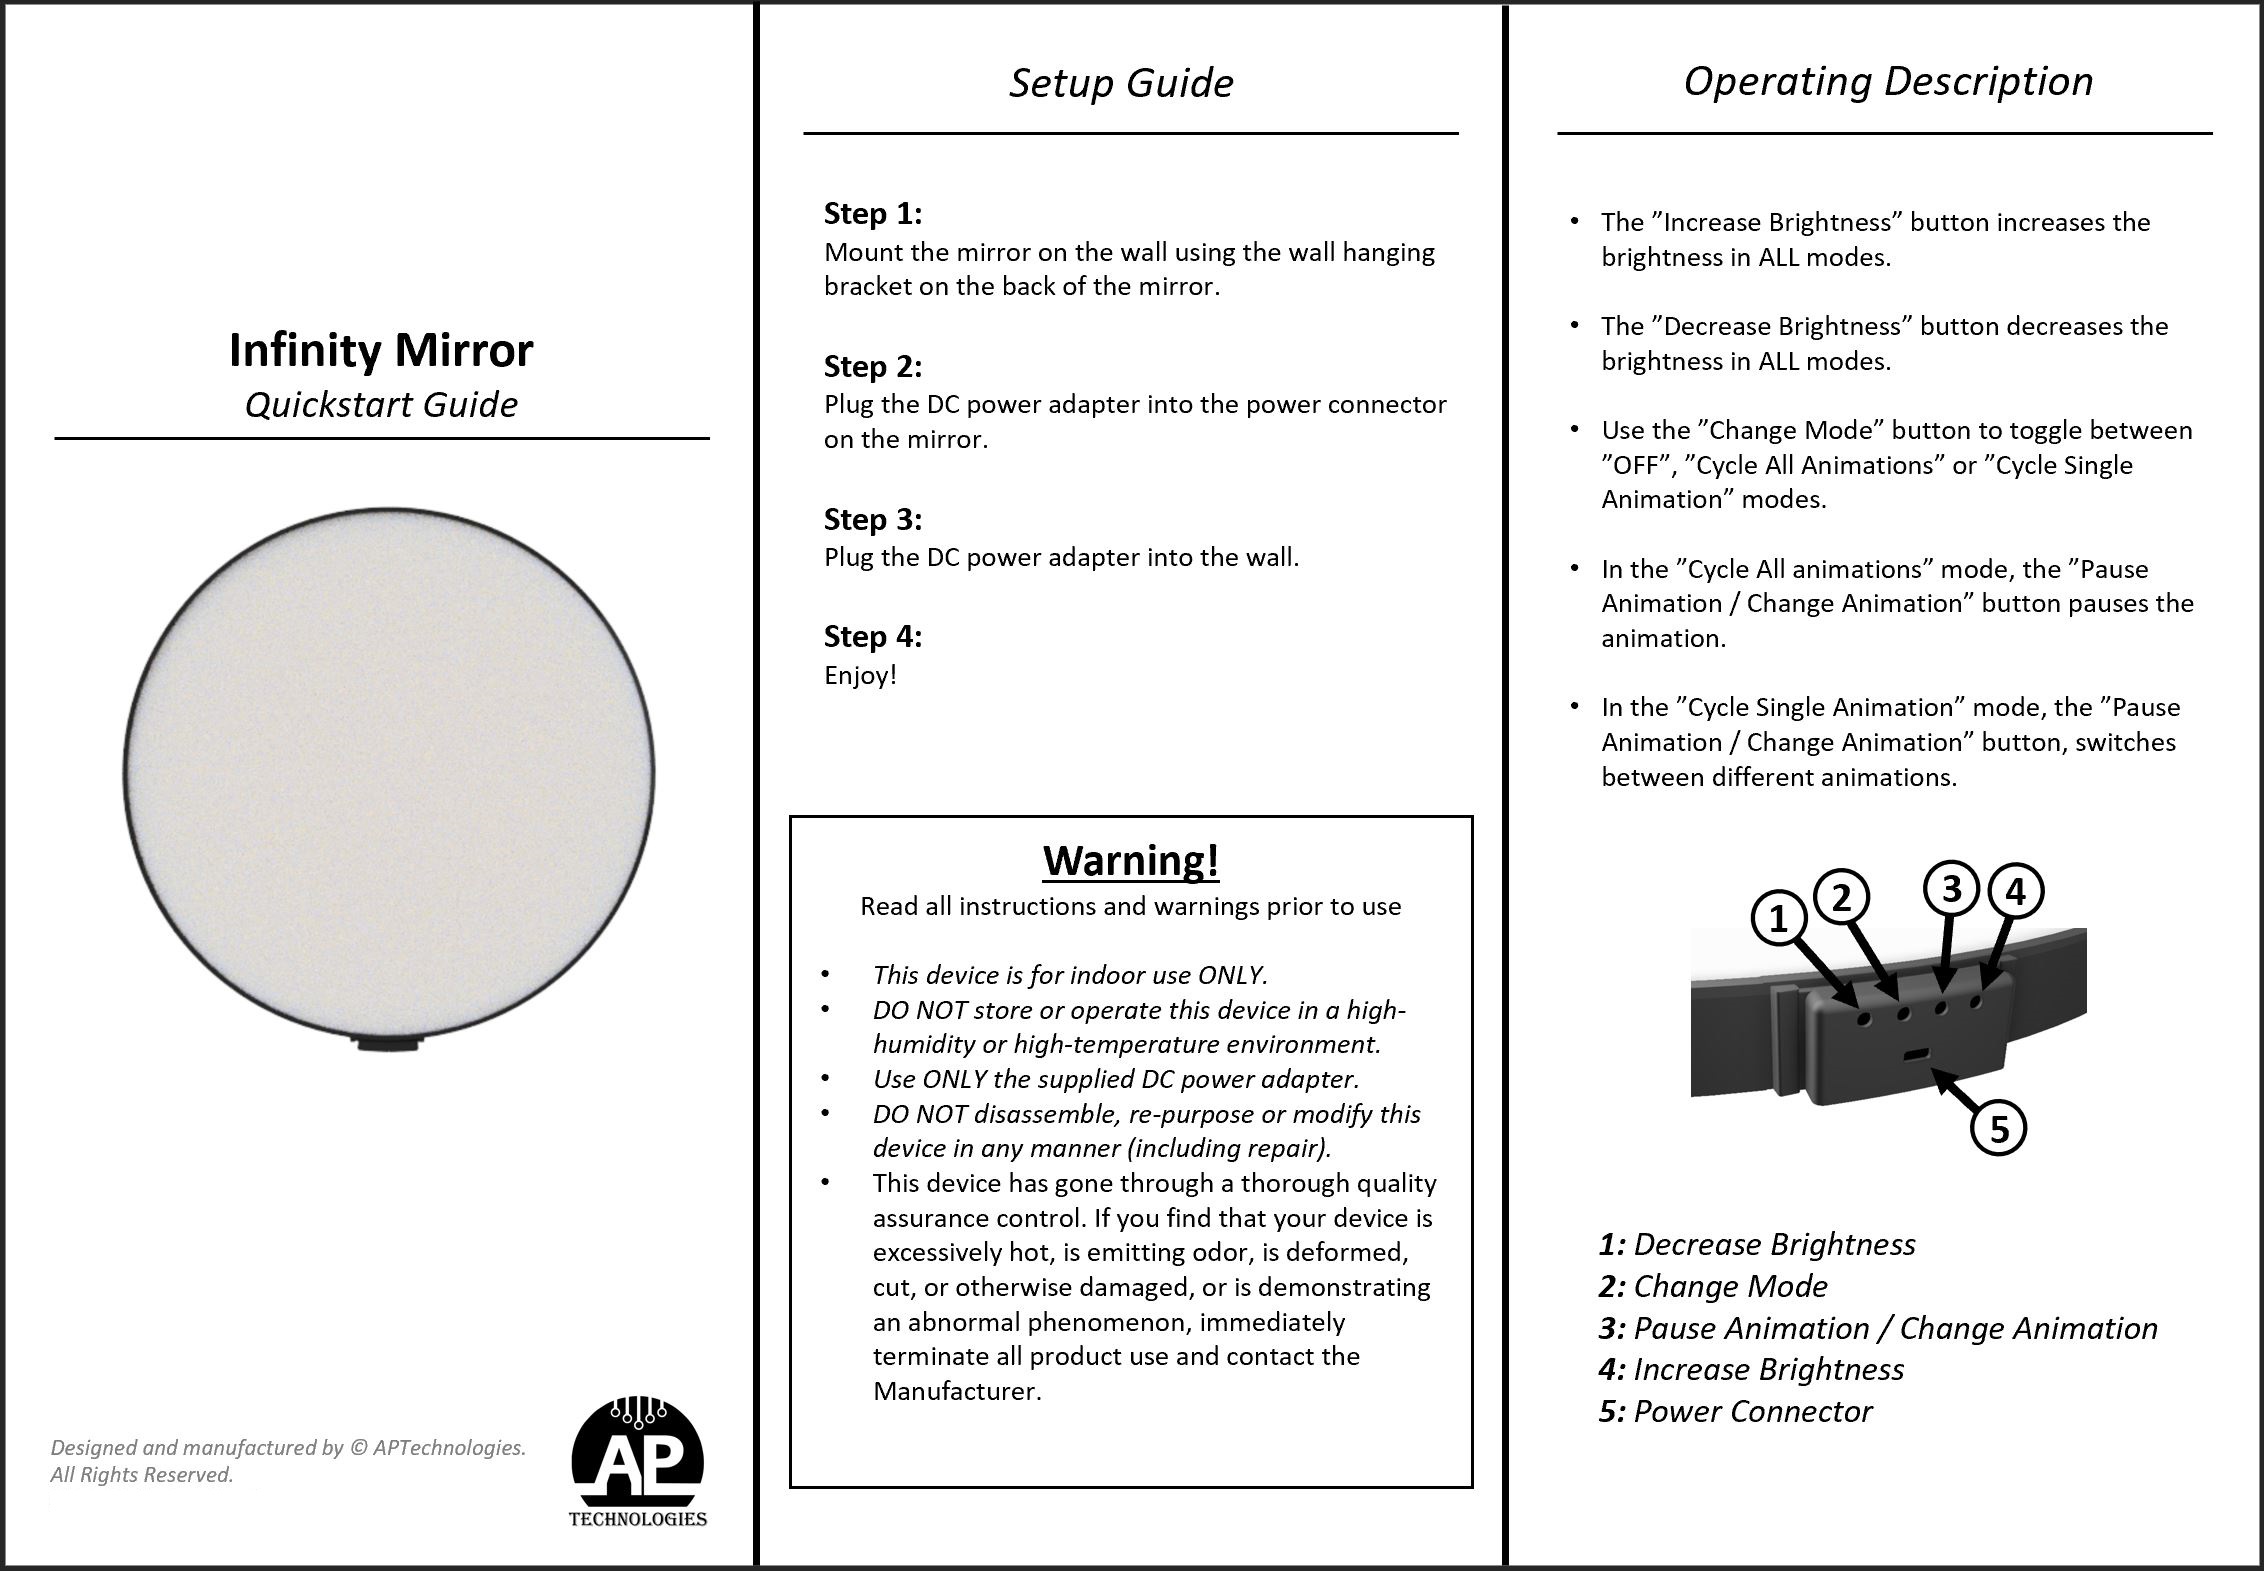 Infinity Mirror
Quickstart Guide
Designed and manufactured by © APTechnologies.
All Rights Reserved.
AP
TECHNOLOGIES
Setup Guide
Step 1:
Mount the mirror on the wall using the wall hanging
bracket on the back of the mirror.
Step 2:
Plug the DC power adapter into the power connector
on the mirror.
Step 3:
Plug the DC power adapter into the wall.
Step 4:
Enjoy!
Warning!
Read all instructions and warnings prior to use
• This device is for indoor use ONLY.
• DO NOT store or operate this device in a high-
humidity or high-temperature environment.
• Use ONLY the supplied DC power adapter.
• DO NOT disassemble, re-purpose or modify this
device in any manner (including repair).
• This device has gone through a thorough quality
assurance control. If you find that your device is
excessively hot, is emitting odor, is deformed,
cut, or otherwise damaged, or is demonstrating
an abnormal phenomenon, immediately
terminate all product use and contact the
Manufacturer.
Operating Description
• The ”Increase Brightness” button increases the
brightness in ALL modes.
• The ”Decrease Brightness” button decreases the
brightness in ALL modes.
• Use the ”Change Mode” button to toggle between
”OFF”, ”Cycle All Animations” or ”Cycle Single
Animation” modes.
• In the ”Cycle All animations” mode, the ”Pause
Animation / Change Animation” button pauses the
animation.
• In the ”Cycle Single Animation” mode, the ”Pause
Animation / Change Animation” button, switches
between different animations.
1 2 3 4
5
1: Decrease Brightness
2: Change Mode
3: Pause Animation / Change Animation
4: Increase Brightness
5: Power Connector